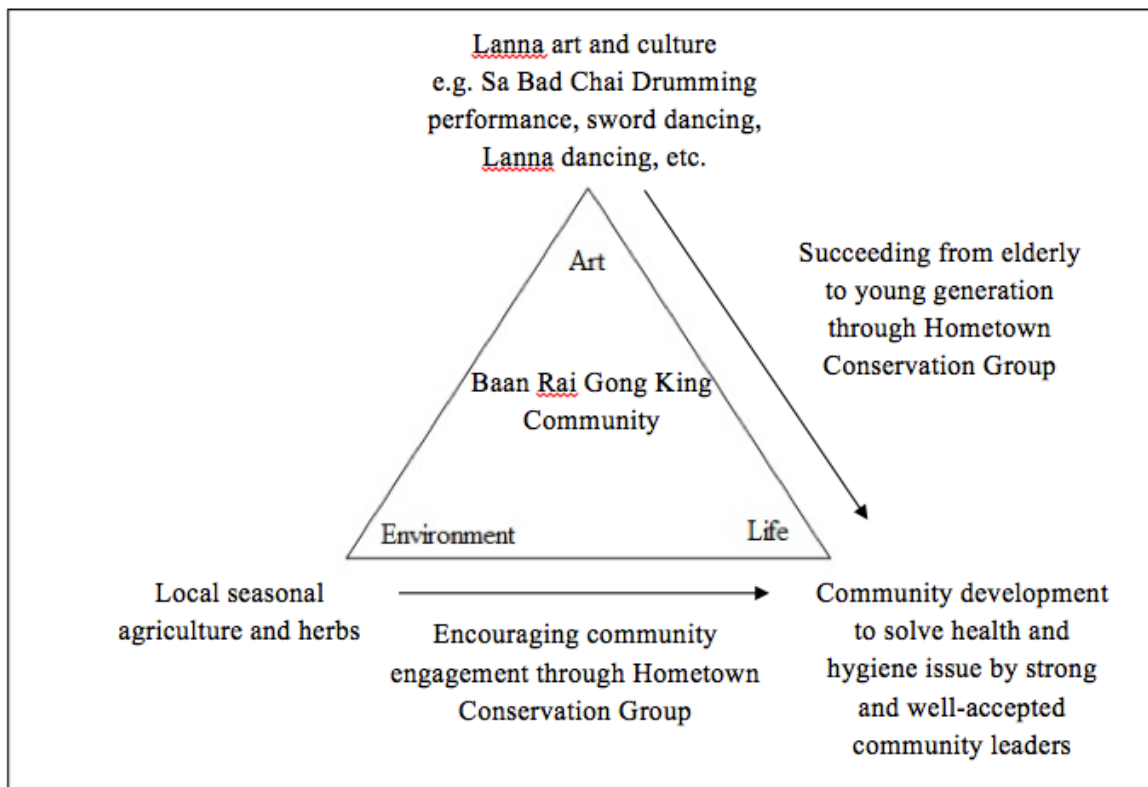 Lanna art and culture
e.g. Sa Bad Chai Drumming
performance, sword dancing,
Lanna dancing, etc.
Art
Succeeding from elderly
to young generation
through Hometown
Conservation Group
Baan Rai Gong King
Community
Environment
Life
Local seasonal
agriculture and herbs
Encouraging community
engagement through Hometown
Conservation Group
Community development
to solve health and
hygiene issue by strong
and well-accepted
community leaders